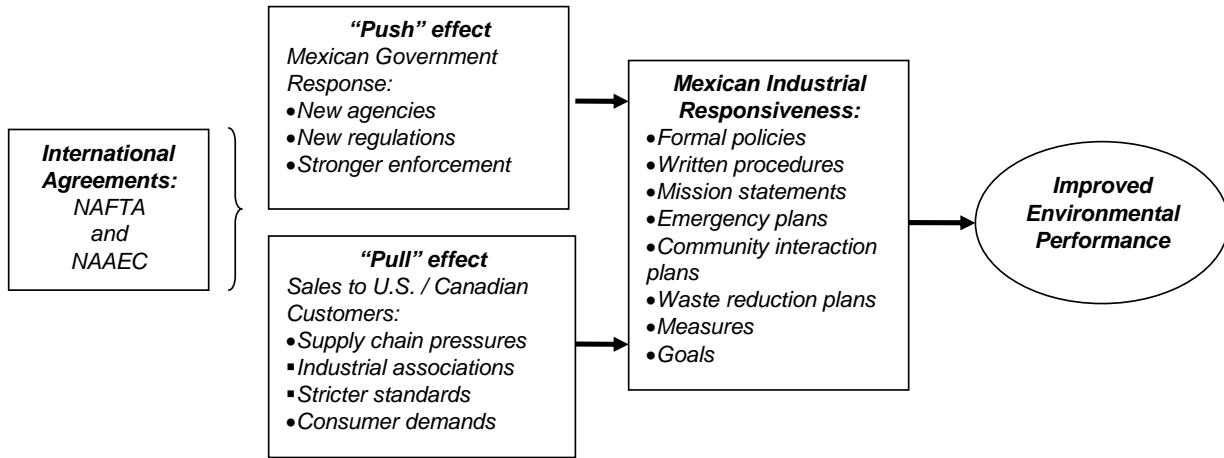 International
Agreements:
NAFTA
and
NAAEC
“Push” effect
Mexican Government
Response:
•New agencies
•New regulations
•Stronger enforcement
“Pull” effect
Sales to U.S. / Canadian
Customers:
•Supply chain pressures
▪Industrial associations
▪Stricter standards
•Consumer demands
Mexican Industrial
Responsiveness:
•Formal policies
•Written procedures
•Mission statements
•Emergency plans
•Community interaction
plans
•Waste reduction plans
•Measures
•Goals
Improved
Environmental
Performance